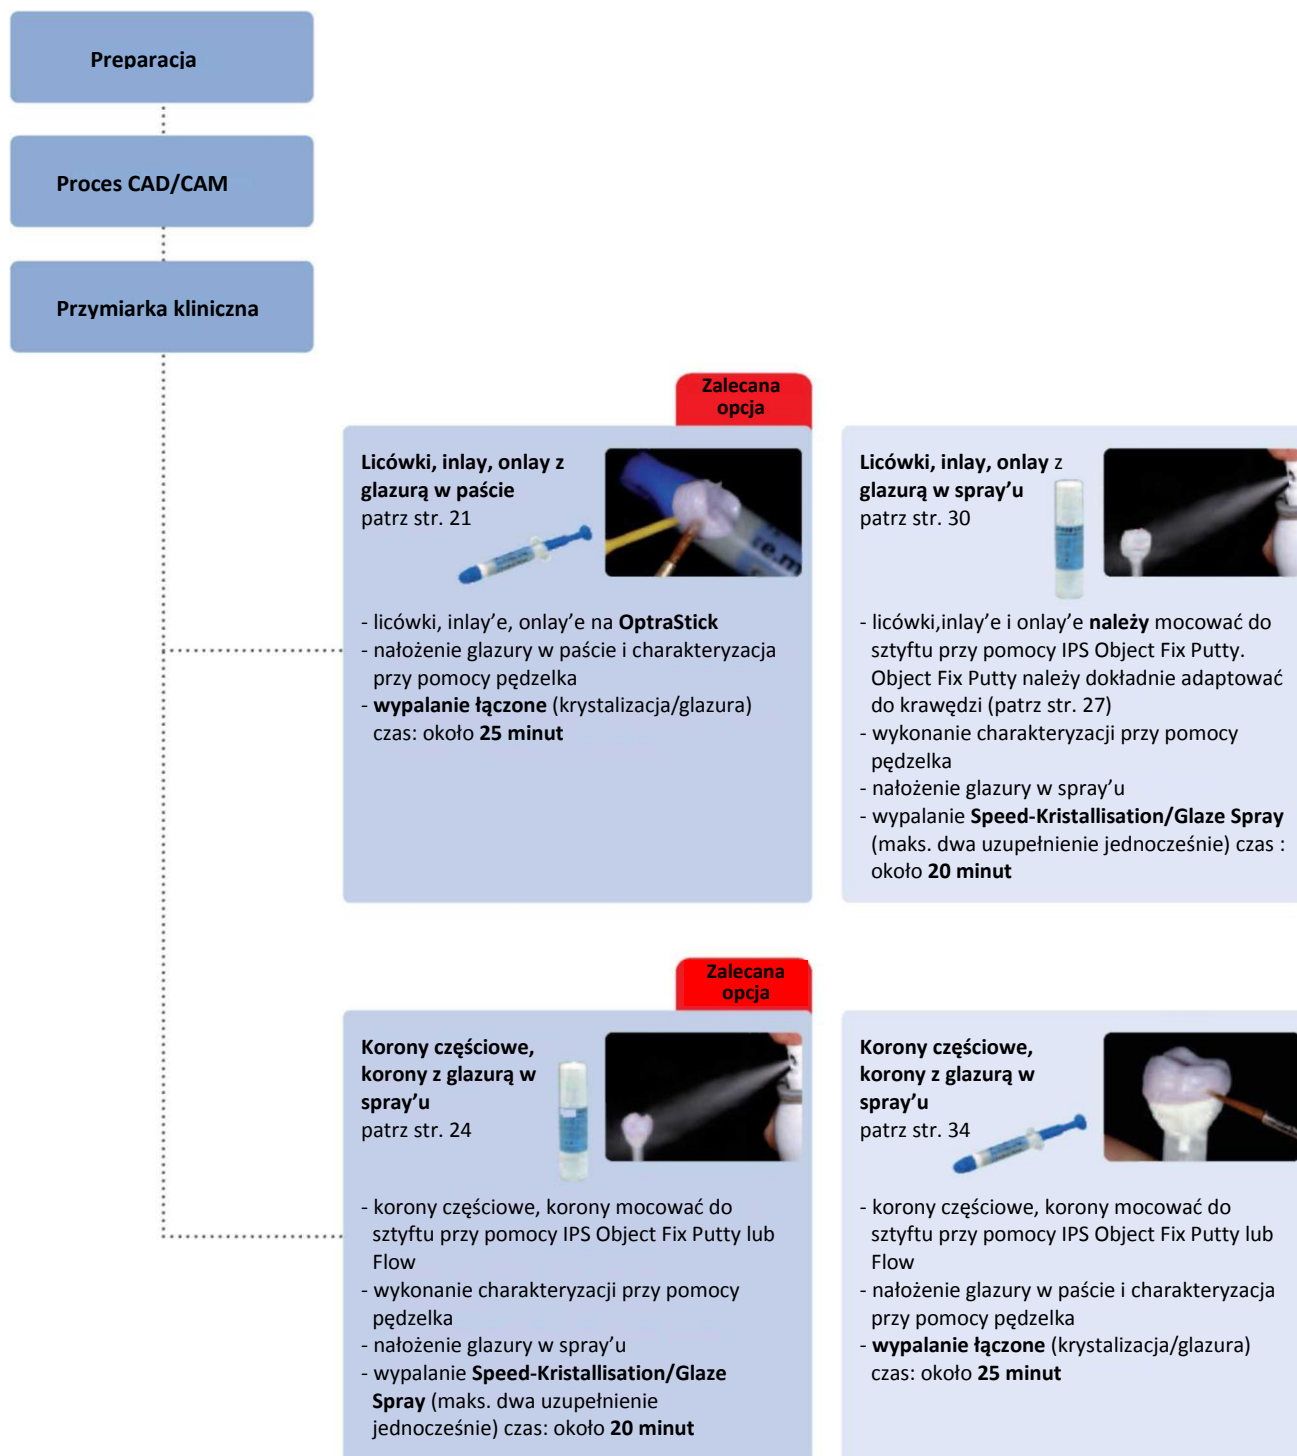 Preparacja
Proces CAD/CAM
Przymiarka kliniczna
Zalecana
opcja
Licówki, inlay, onlay z
glazurą w paście
patrz str. 21
- licówki, inlay’e, onlay’e na OptraStick
- nałożenie glazury w paście i charakteryzacja
przy pomocy pędzelka
- wypalanie łączone (krystalizacja/glazura)
czas: około 25 minut
Licówki, inlay, onlay z
glazurą w spray’u
patrz str. 30
- licówki,inlay’e i onlay’e należy mocować do
sztyftu przy pomocy IPS Object Fix Putty.
Object Fix Putty należy dokładnie adaptować
do krawędzi (patrz str. 27)
- wykonanie charakteryzacji przy pomocy
pędzelka
- nałożenie glazury w spray’u
- wypalanie Speed-Kristallisation/Glaze Spray
(maks. dwa uzupełnienie jednocześnie) czas :
około 20 minut
Zalecana
opcja
Korony częściowe,
korony z glazurą w
spray’u
patrz str. 24
- korony częściowe, korony mocować do
sztyftu przy pomocy IPS Object Fix Putty lub
Flow
- wykonanie charakteryzacji przy pomocy
pędzelka
- nałożenie glazury w spray’u
- wypalanie Speed-Kristallisation/Glaze
Spray (maks. dwa uzupełnienie
jednocześnie) czas: około 20 minut
Korony częściowe,
korony z glazurą w
spray’u
patrz str. 34
- korony częściowe, korony mocować do
sztyftu przy pomocy IPS Object Fix Putty lub
Flow
- nałożenie glazury w paście i charakteryzacja
przy pomocy pędzelka
- wypalanie łączone (krystalizacja/glazura)
czas: około 25 minut